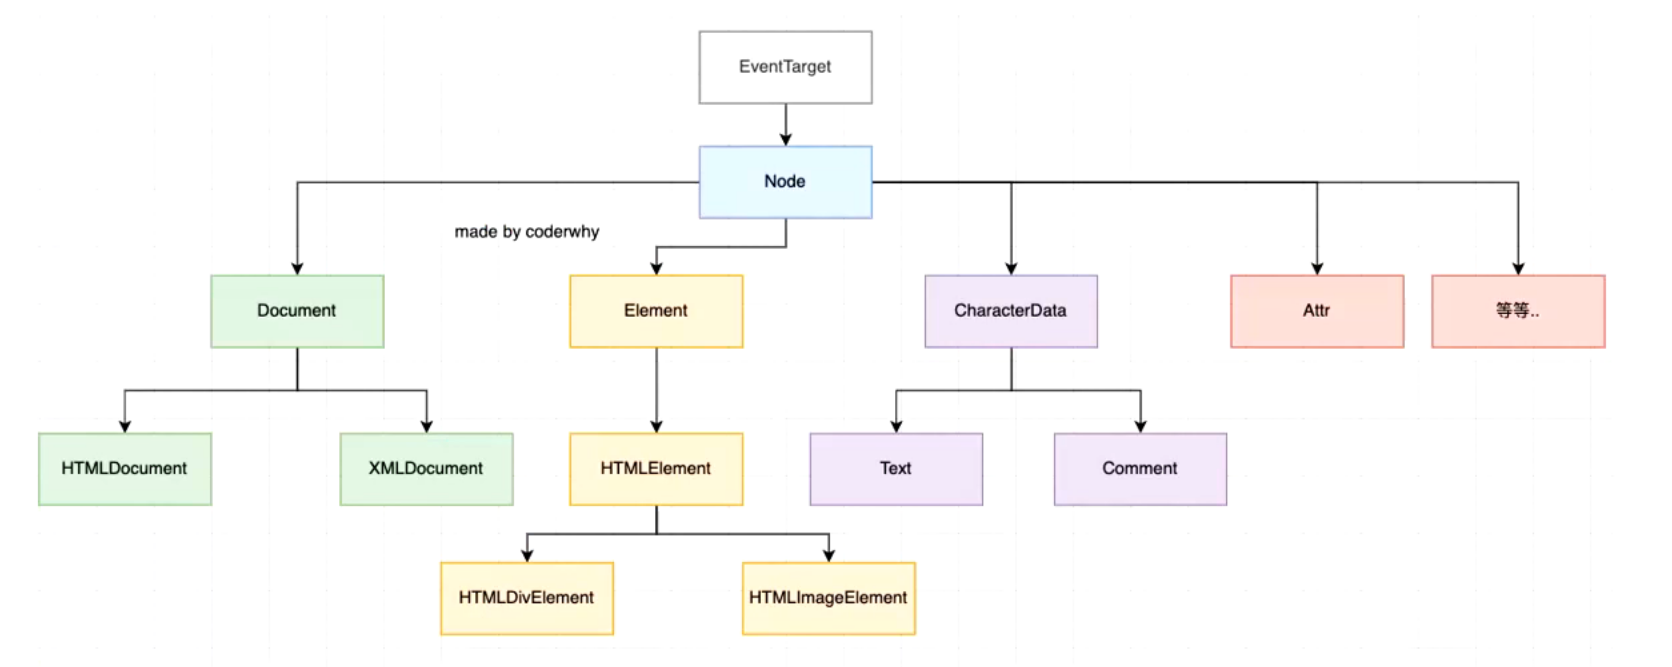 EventTarget
Node
made by coderwhy
Document
Element
CharacterData
Attr
等等..
HTMLDocument
XMLDocument
HTMLElement
Text
Comment
HTMLDivElement
HTMLImageElement